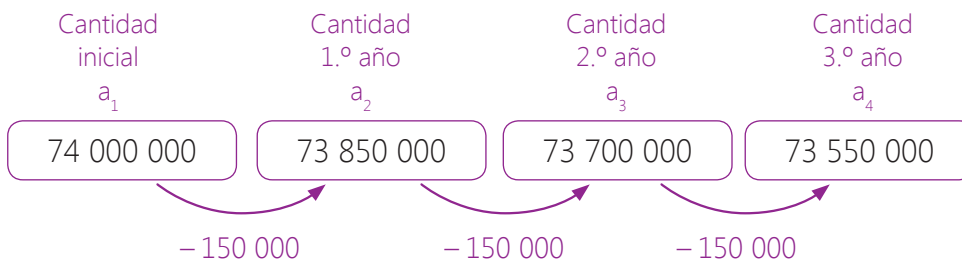 Cantidad inicial a₁
Cantidad 1.º año a₂
Cantidad 2.º año a₃
Cantidad 3.º año a₄
74 000 000
73 850 000
73 700 000
73 550 000
– 150 000
– 150 000
– 150 000